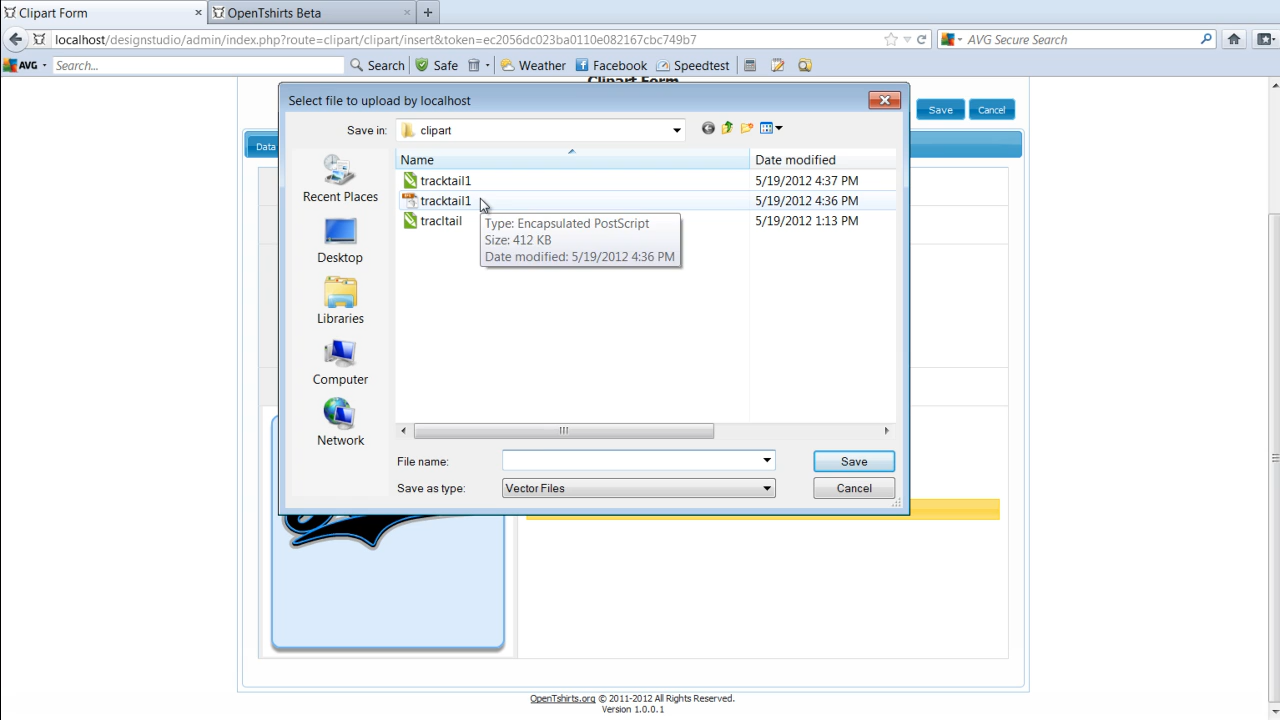 Clipart Form
OpenTshirts Beta
localhost/designstudio/admin/index.php?route=clipart/clipart/insert&token=ec2056dc023ba0110e082167cbc749b7
AVG Secure Search
AVG
Search...
Search
Safe
Weather
Facebook
Speedtest
Clipart Form
Save
Cancel
Data
Select file to upload by localhost
Save in:
clipart
Recent Places
Desktop
Libraries
Computer
Network
Name
Date modified
tracktail1
5/19/2012 4:37 PM
tracktail1
5/19/2012 4:36 PM
tracltail
5/19/2012 1:13 PM
Type: Encapsulated PostScript
Size: 412 KB
Date modified: 5/19/2012 4:36 PM
File name:
Save
Save as type:
Vector Files
Cancel
OpenTshirts.org © 2011-2012 All Rights Reserved.
Version 1.0.0.1